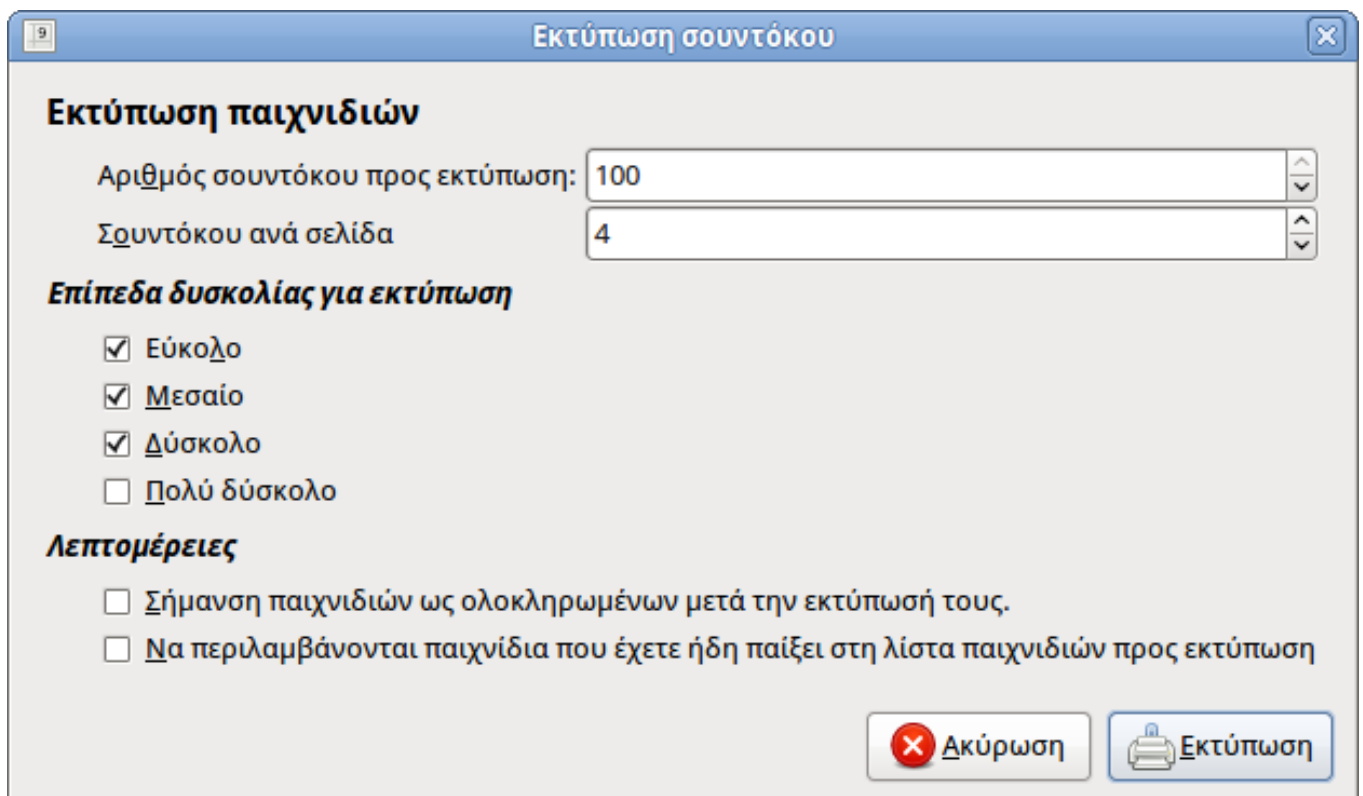 9
Εκτύπωση σουντόκου
Εκτύπωση παιχνιδιών
Αριθμός σουντόκου προς εκτύπωση: 100
Σουντόκου ανά σελίδα 4
Επίπεδα δυσκολίας για εκτύπωση
Εύκολο
Μεσαίο
Δύσκολο
Πολύ δύσκολο
Λεπτομέρειες
Σήμανση παιχνιδιών ως ολοκληρωμένων μετά την εκτύπωσή τους.
Να περιλαμβάνονται παιχνίδια που έχετε ήδη παίξει στη λίστα παιχνιδιών προς εκτύπωση
Ακύρωση Εκτύπωση